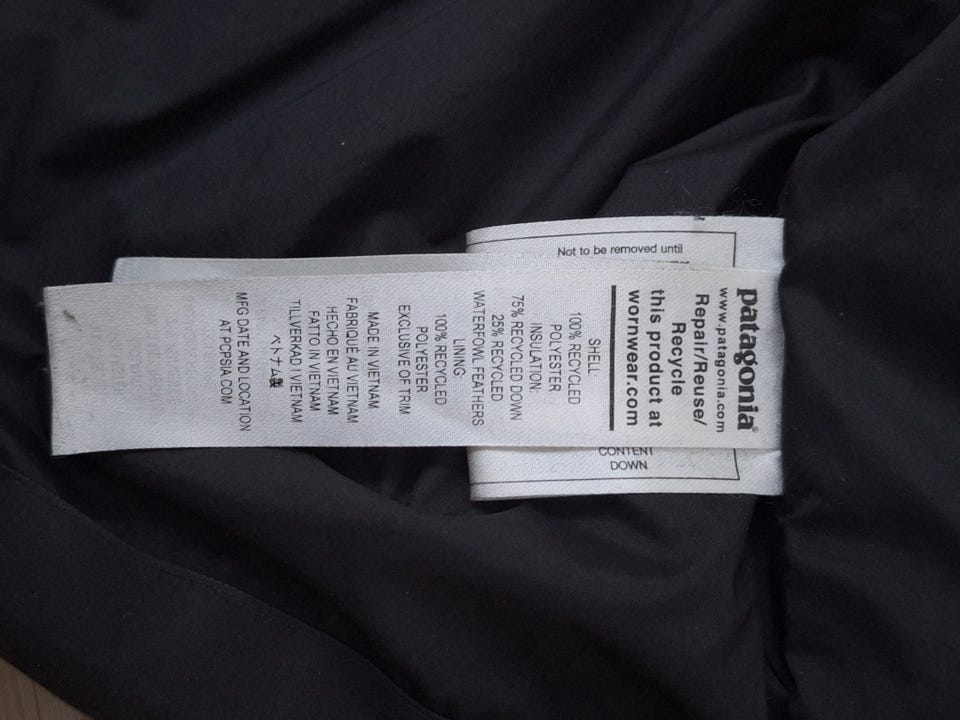 patagonia®
www.patagonia.com
Repair/Reuse/
Recycle
this product at
wornwear.com
SHELL:
100% RECYCLED
POLYESTER
INSULATION:
75% RECYCLED DOWN
25% RECYCLED
WATERFOWL FEATHERS
LINING:
100% RECYCLED
POLYESTER
EXCLUSIVE OF TRIM
MADE IN VIETNAM
FABRIQUÉ AU VIETNAM
HECHO EN VIETNAM
FATTO IN VIETNAM
TILLVERKAD I VIETNAM
ベトナム製
MFG DATE AND LOCATION
AT PCPSIA.COM
Not to be removed until
CONTENT
DOWN